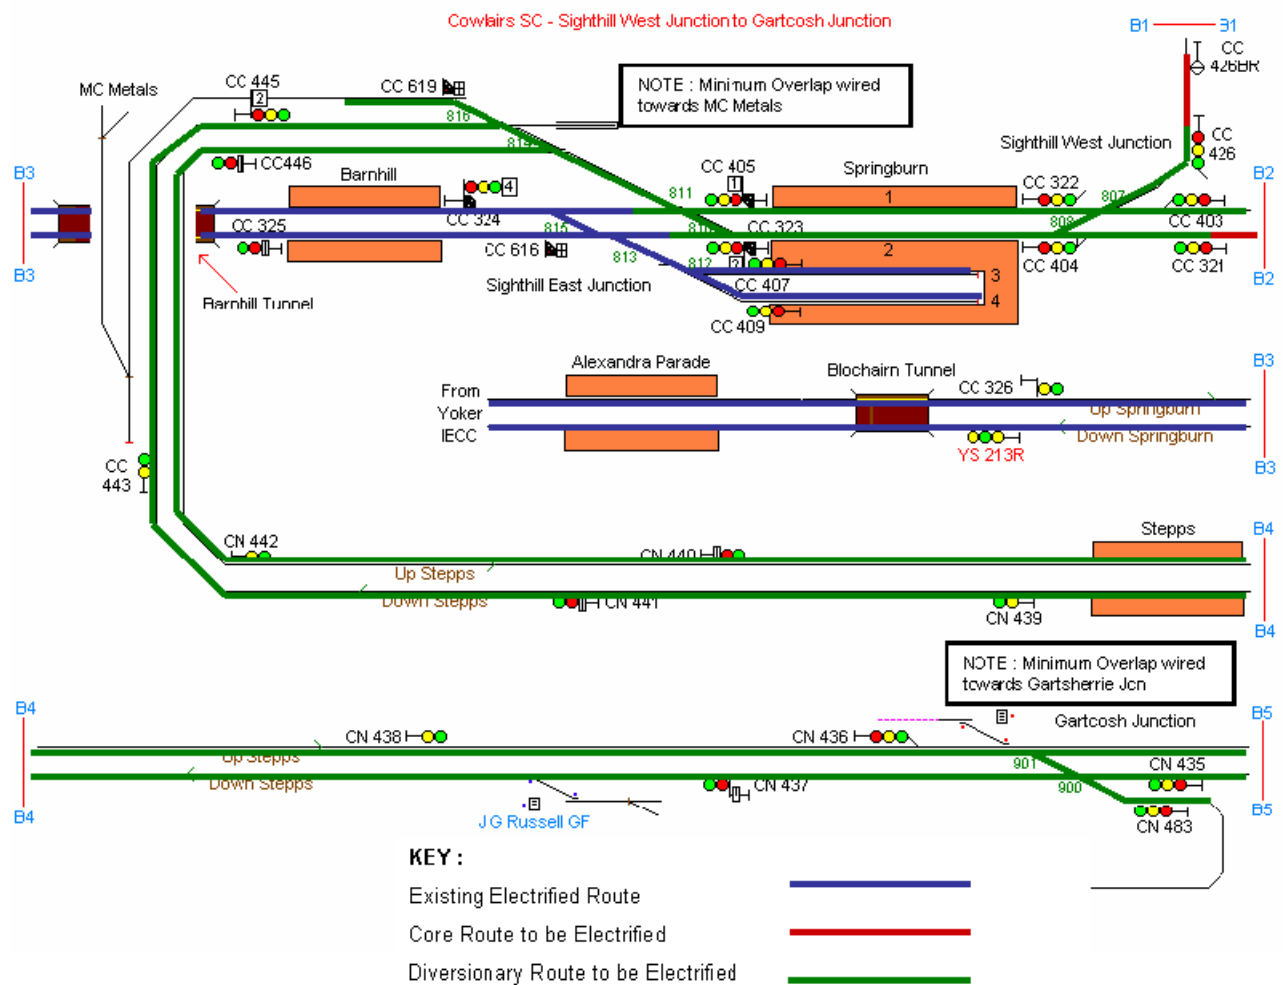 Cowlairs SC - Sighthill West Junction to Gartcosh Junction
B1
B1
CC
426BR
MC Metals
CC 445
2
CC 619
816
NOTE : Minimum Overlap wired
towards MC Metals
814
Sighthill West Junction
CC
426
B3
CC446
Barnhill
4
CC 324
CC 405
1
811
Springburn
1
CC 322
807
808
B2
CC 403
CC 325
815
CC 616
813
810
CC 323
2
812
2
CC 404
CC 321
B3
Barnhill Tunnel
Sighthill East Junction
CC 407
3
4
CC 409
B2
Alexandra Parade
Blochairn Tunnel
B3
From
Yoker
IECC
CC 326
Up Springburn
Down Springburn
YS 213R
B3
CC
443
CN 442
CN 440
Stepps
B4
Up Stepps
Down Stepps
CN 441
CN 439
B4
NOTE : Minimum Overlap wired
towards Gartsherrie Jcn
B4
CN 438
CN 436
Gartcosh Junction
B5
Up Stepps
Down Stepps
901
900
CN 435
CN 437
B4
JG Russell GF
CN 483
B5
KEY :
Existing Electrified Route
Core Route to be Electrified
Diversionary Route to be Electrified